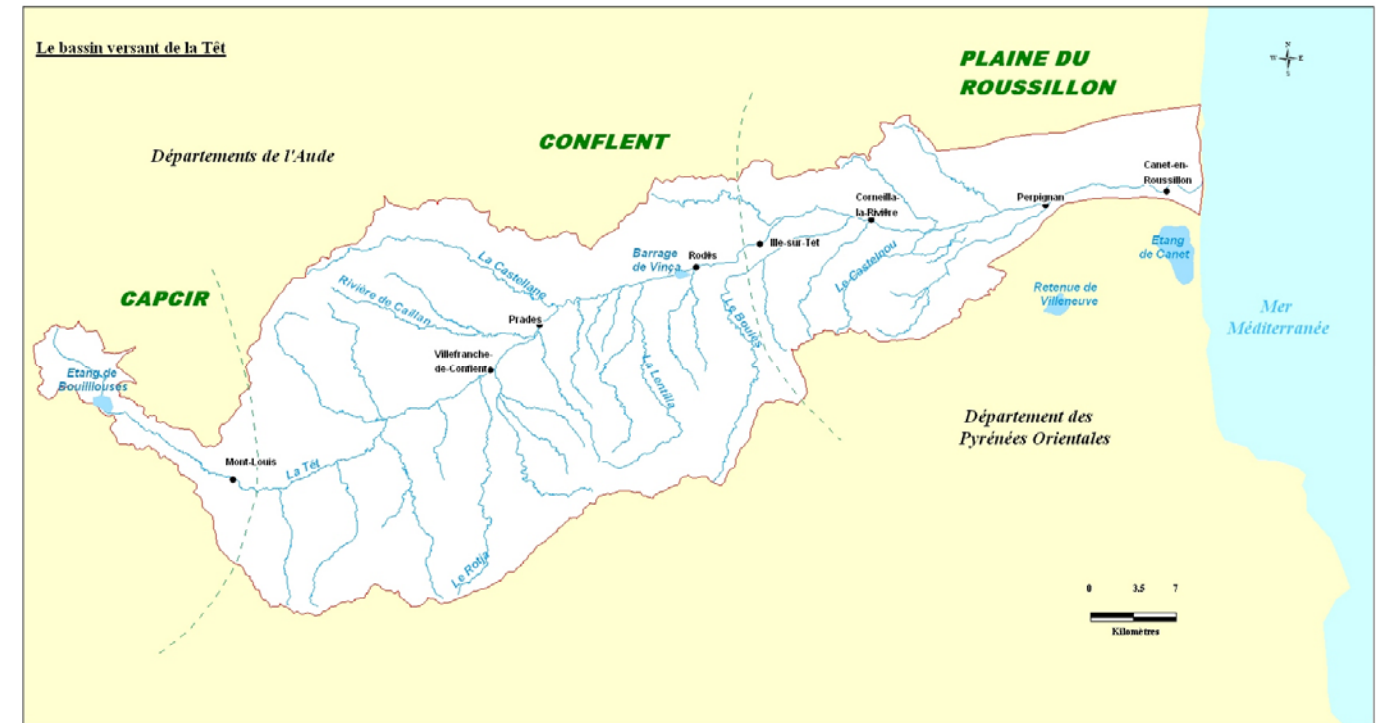 Le bassin versant de la Têt
N
W
E
S
PLAINE DU
ROUSSILLON
CONFLENT
Départements de l'Aude
Canet-en-
Roussillon
Corneilla-
la-Rivière
Perpignan
Ille-sur-Tet
Etang
de Canet
Barrage
de Vinça
Rodès
La Castellane
Le Castelnou
Rivière de Caillan
Retenue de
Villeneuve
CAPCIR
Mer
Méditerranée
Prades
Le Boulès
Villefranche-
de-Conflent
La Lentilla
Etang de
Bouilllouses
Département des
Pyrénées Orientales
Mont-Louis
La Têt
Le Rotja
0 3.5 7
Kilomètres